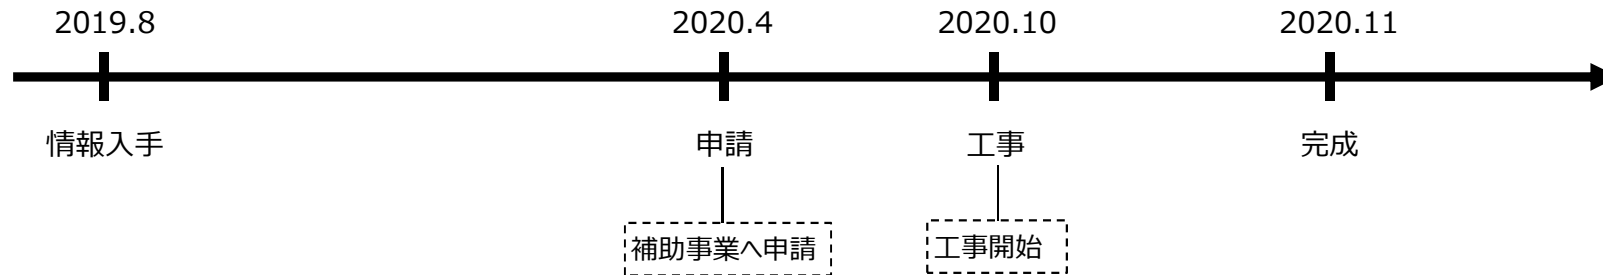 2019.8
2020.4
2020.10
2020.11
情報入手
申請
工事
完成
補助事業へ申請
工事開始